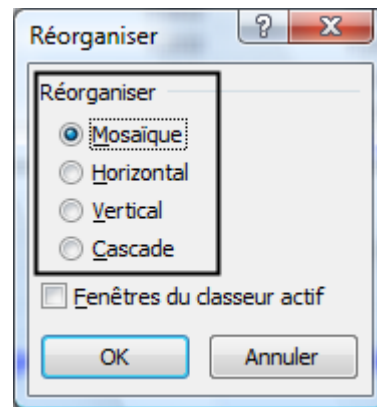 Réorganiser
Réorganiser
Mosaïque
Horizontal
Vertical
Cascade
Fenêtres du classeur actif
OK Annuler